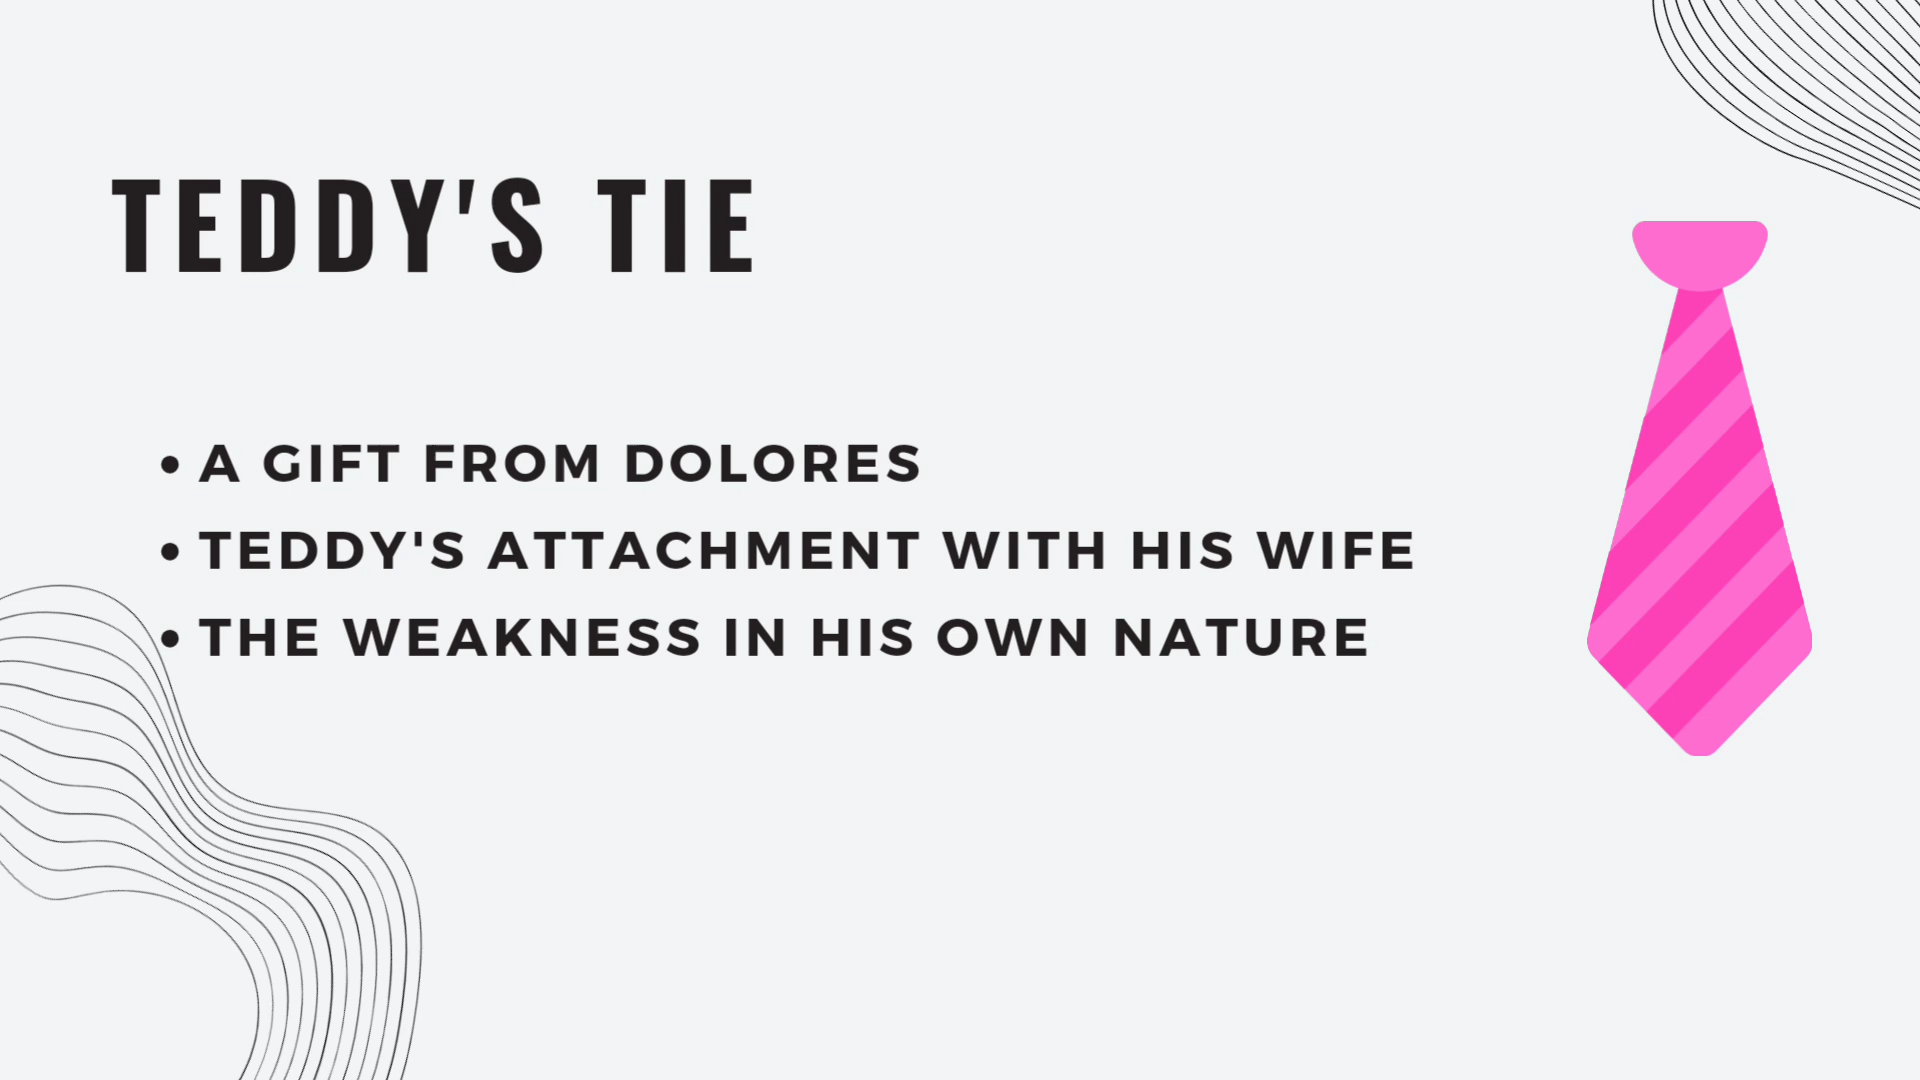 TEDDY'S TIE
• A GIFT FROM DOLORES
• TEDDY'S ATTACHMENT WITH HIS WIFE
• THE WEAKNESS IN HIS OWN NATURE